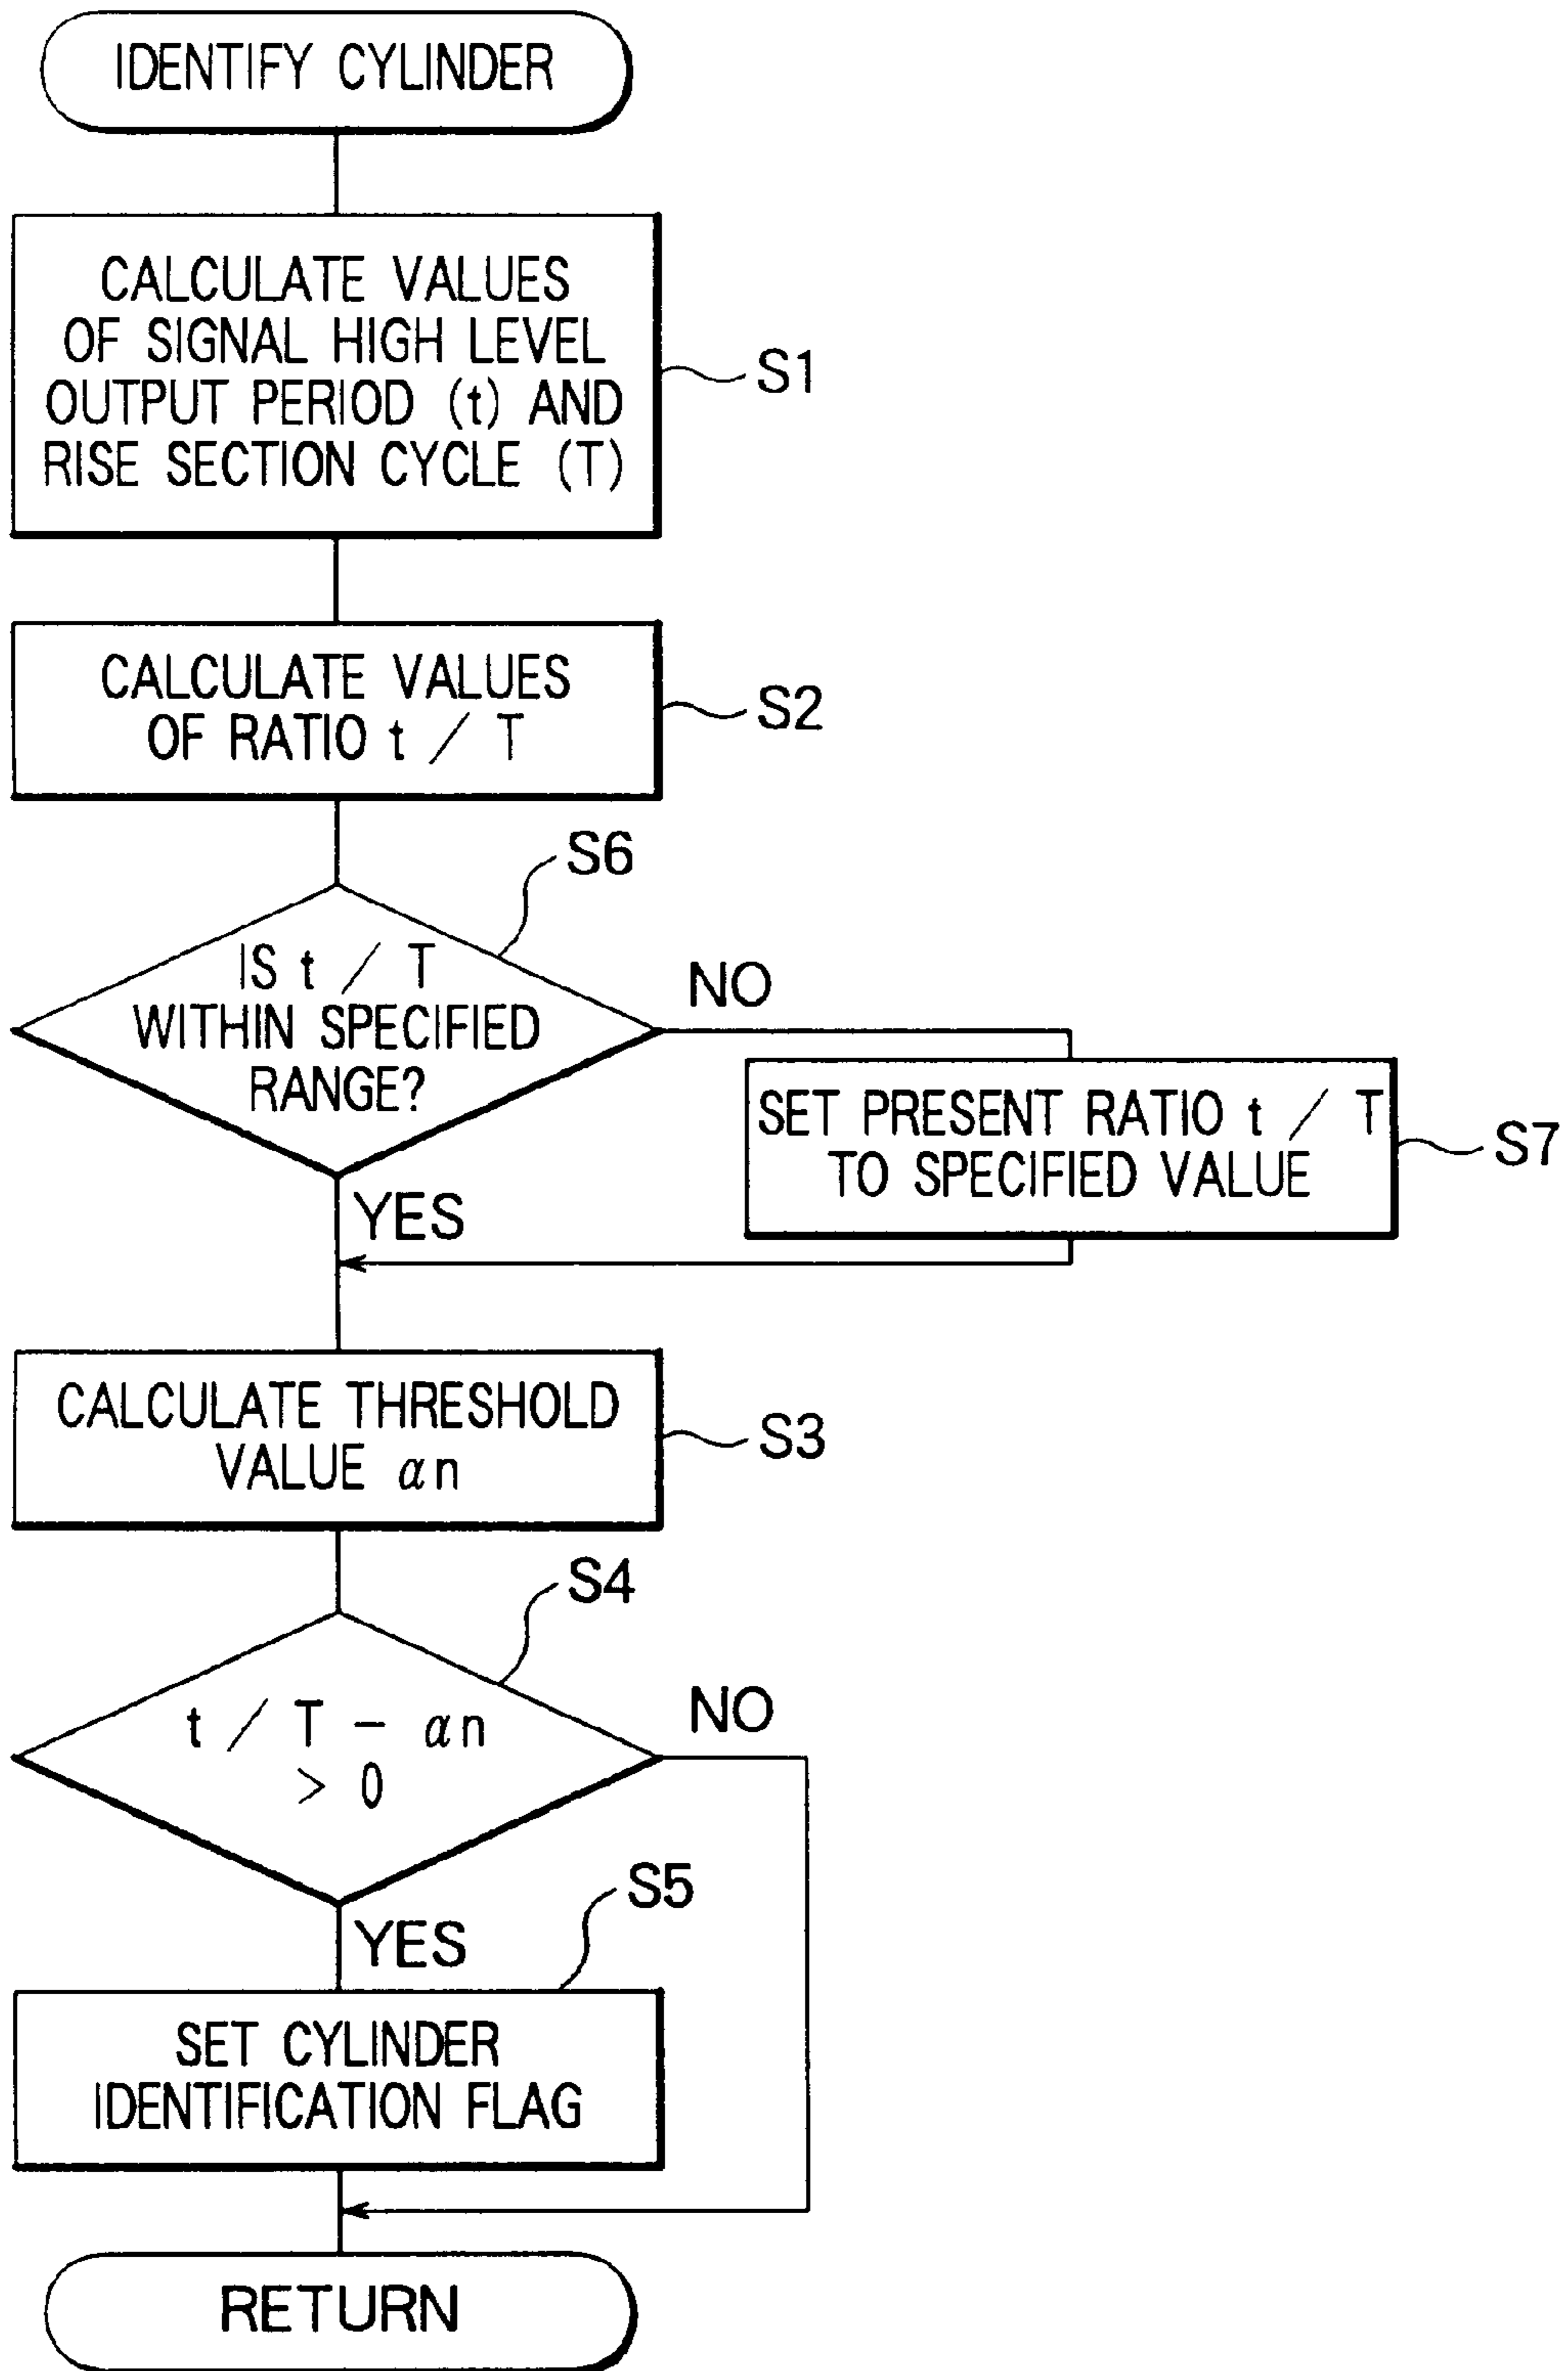 IDENTIFY CYLINDER
CALCULATE VALUES
OF SIGNAL HIGH LEVEL
OUTPUT PERIOD (t) AND
RISE SECTION CYCLE (T)
S1
CALCULATE VALUES
OF RATIO t / T
S2
S6
IS t / T
WITHIN SPECIFIED
RANGE?
NO
SET PRESENT RATIO t / T
TO SPECIFIED VALUE
S7
YES
CALCULATE THRESHOLD
VALUE αn
S3
S4
t / T - αn
> 0
NO
YES
S5
SET CYLINDER
IDENTIFICATION FLAG
RETURN